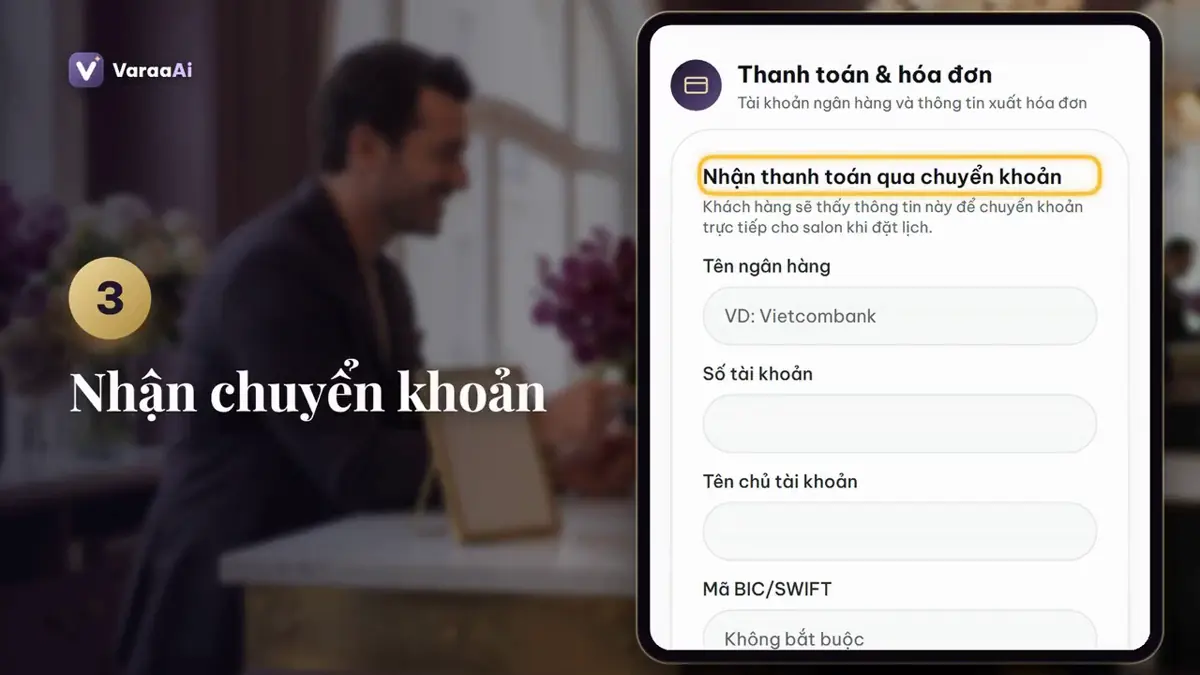 VaraaAi
3
Nhận chuyển khoản
Thanh toán & hóa đơn
Tài khoản ngân hàng và thông tin xuất hóa đơn
Nhận thanh toán qua chuyển khoản
Khách hàng sẽ thấy thông tin này để chuyển khoản
trực tiếp cho salon khi đặt lịch.
Tên ngân hàng
VD: Vietcombank
Số tài khoản
Tên chủ tài khoản
Mã BIC/SWIFT
Không bắt buộc